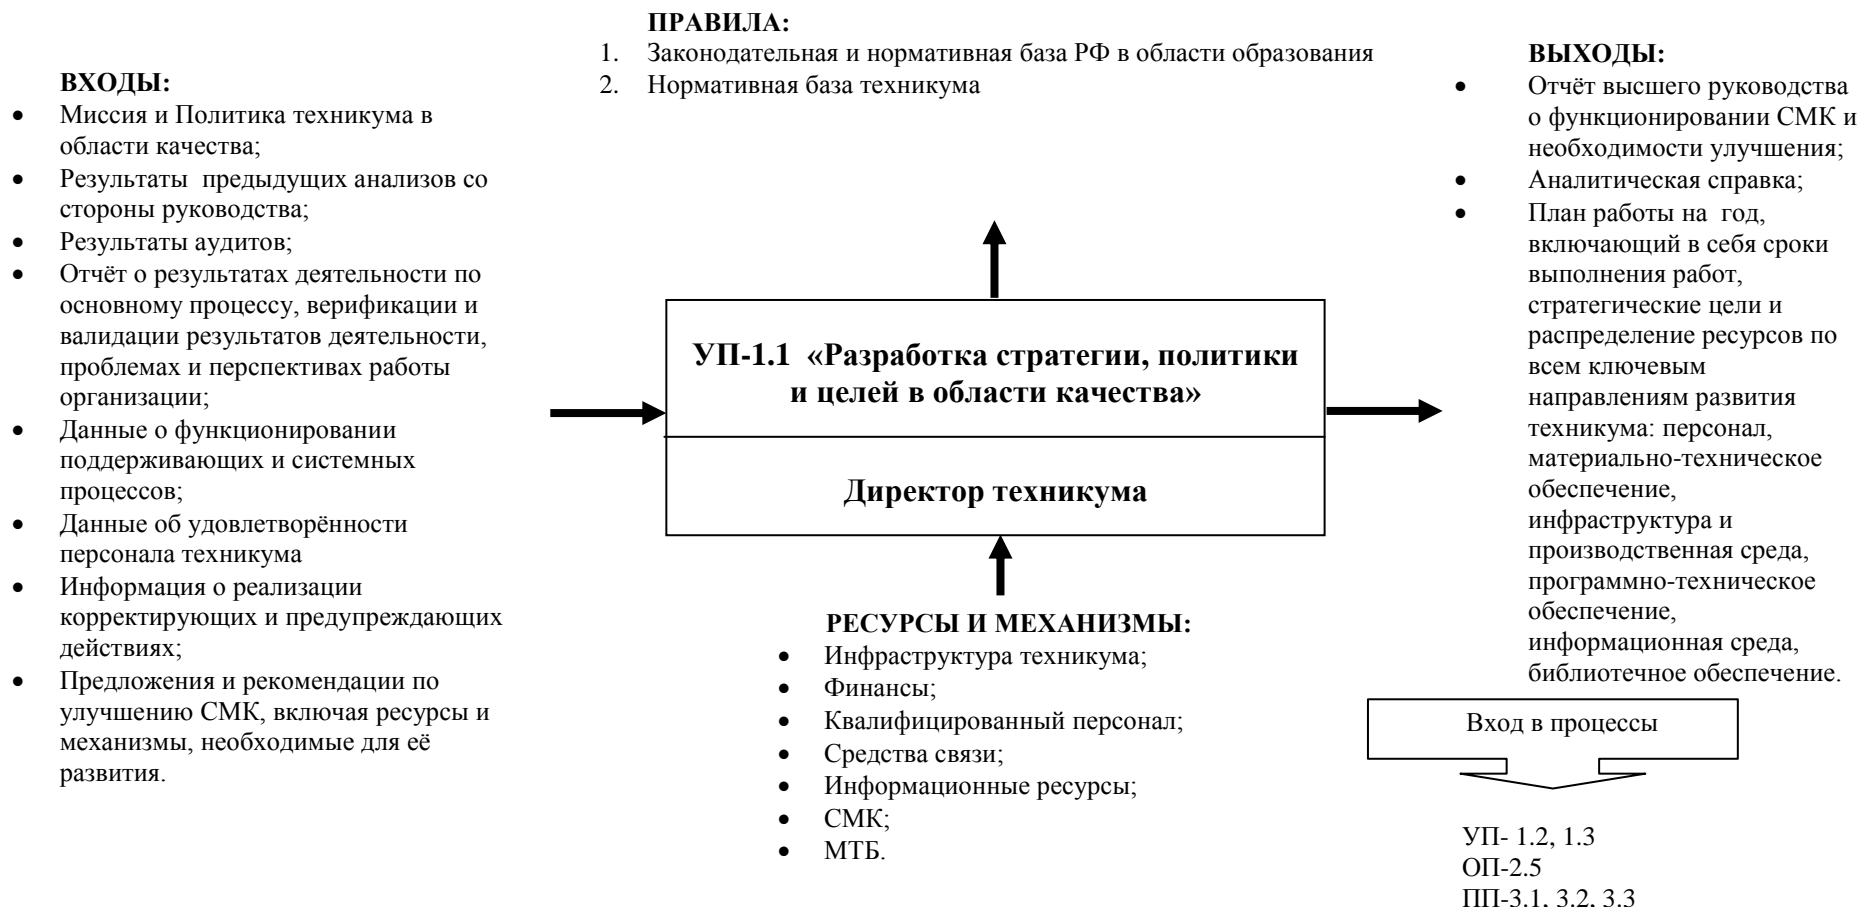 ПРАВИЛА:
1. Законодательная и нормативная база РФ в области образования
2. Нормативная база техникума
ВХОДЫ:
• Миссия и Политика техникума в
области качества;
• Результаты предыдущих анализов со
стороны руководства;
• Результаты аудитов;
• Отчёт о результатах деятельности по
основному процессу, верификации и
валидации результатов деятельности,
проблемах и перспективах работы
организации;
• Данные о функционировании
поддерживающих и системных
процессов;
• Данные об удовлетворённости
персонала техникума
• Информация о реализации
корректирующих и предупреждающих
действиях;
• Предложения и рекомендации по
улучшению СМК, включая ресурсы и
механизмы, необходимые для её
развития.
УП-1.1 «Разработка стратегии, политики
и целей в области качества»
Директор техникума
РЕСУРСЫ И МЕХАНИЗМЫ:
• Инфраструктура техникума;
• Финансы;
• Квалифицированный персонал;
• Средства связи;
• Информационные ресурсы;
• СМК;
• МТБ.
ВЫХОДЫ:
• Отчёт высшего руководства
о функционировании СМК и
необходимости улучшения;
• Аналитическая справка;
• План работы на год,
включающий в себя сроки
выполнения работ,
стратегические цели и
распределение ресурсов по
всем ключевым
направлениям развития
техникума: персонал,
материально-техническое
обеспечение,
инфраструктура и
производственная среда,
программно-техническое
обеспечение,
информационная среда,
библиотечное обеспечение.
Вход в процессы
УП- 1.2, 1.3
ОП-2.5
ПП-3.1, 3.2, 3.3